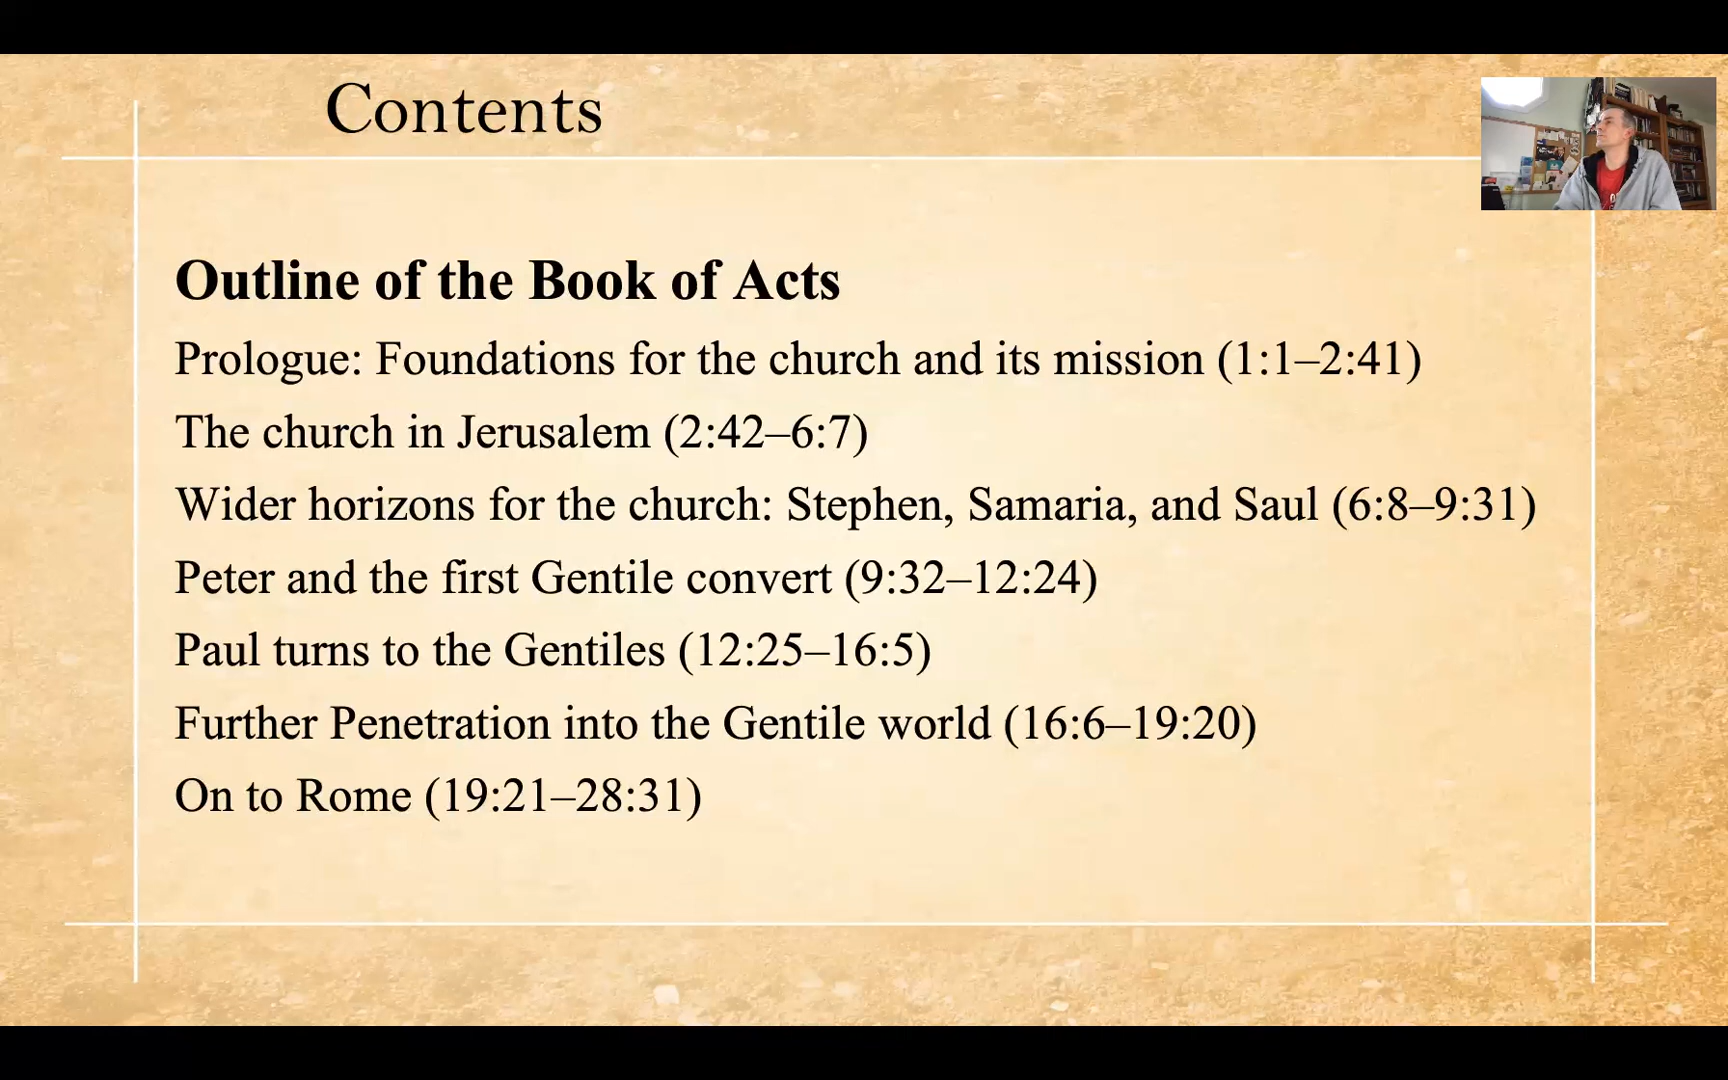 Contents
Outline of the Book of Acts
Prologue: Foundations for the church and its mission (1:1–2:41)
The church in Jerusalem (2:42–6:7)
Wider horizons for the church: Stephen, Samaria, and Saul (6:8–9:31)
Peter and the first Gentile convert (9:32–12:24)
Paul turns to the Gentiles (12:25–16:5)
Further Penetration into the Gentile world (16:6–19:20)
On to Rome (19:21–28:31)